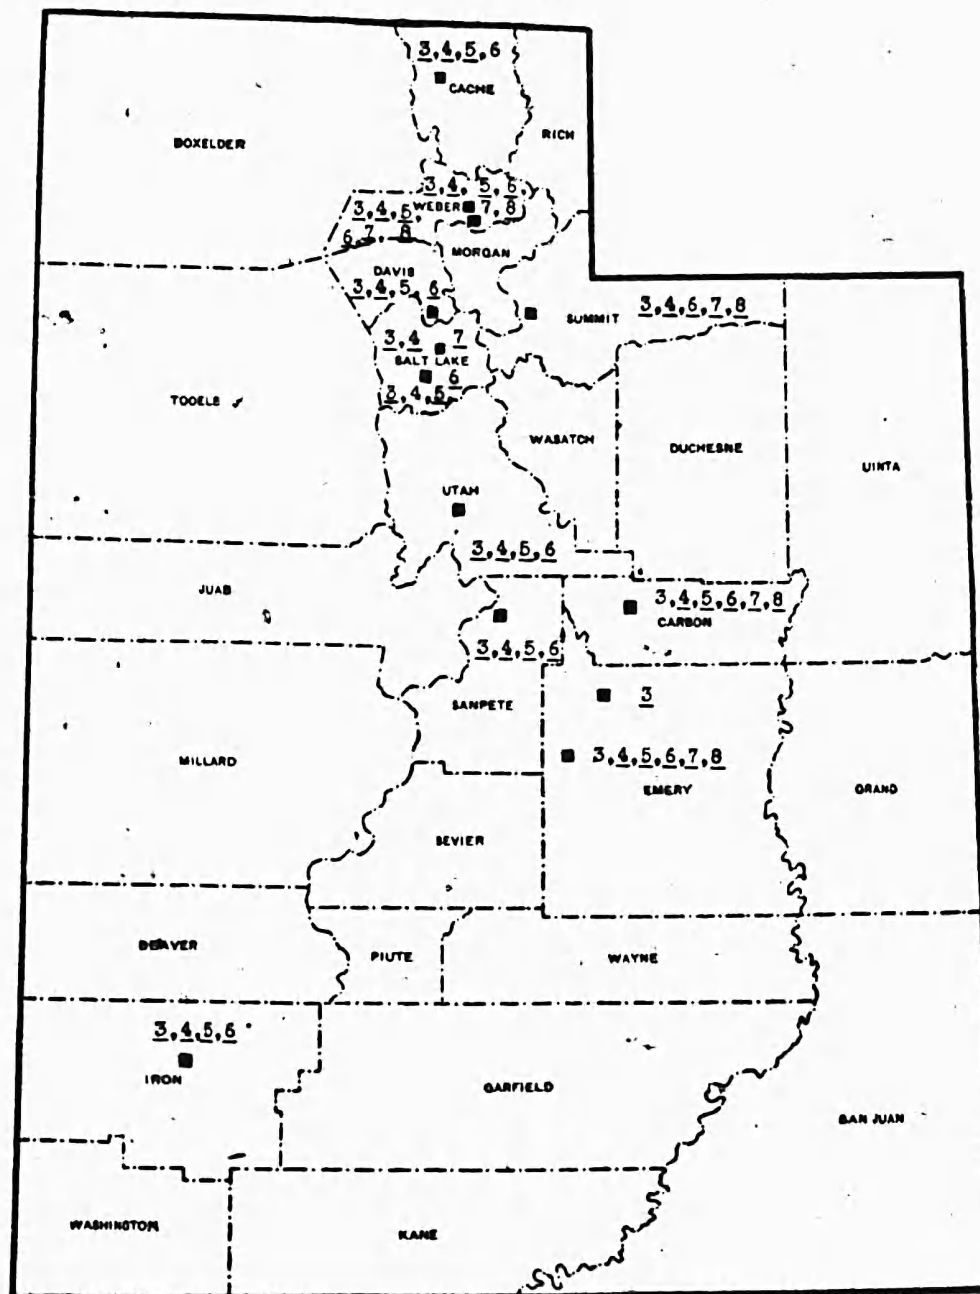 3,4,5,6
CACHE
BOXELDER
RICH
3,4, 5,6,
WEBER 7,8
3,4,5,
6,7,8
MORGAN
DAVIS
3,4,5, 6
SUMMIT 3,4,6,7,8
3,4 7
SALT LAKE
6
3,4,5,
TOOELE
WASATCH
DUCHESNE
UINTA
UTAH
3,4,5,6
JUAB
3,4,5,6,7,8
CARBON
3,4,5,6
SANPETE
3
MILLARD
3,4,5,6,7,8
EMERY
GRAND
SEVIER
BEAVER
PIUTE
WAYNE
3,4,5,6
IRON
GARFIELD
SAN JUAN
WASHINGTON
KANE